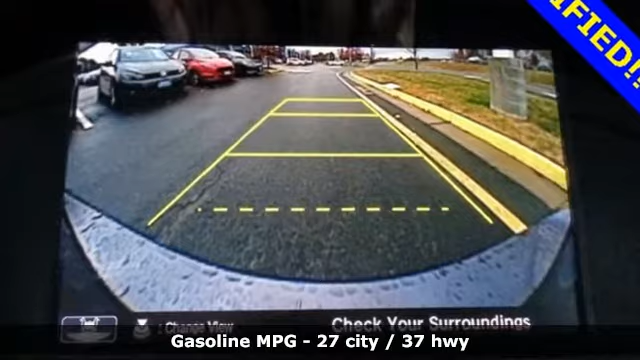 IFIED!!
: Change View
Check Your Surroundings
Gasoline MPG - 27 city / 37 hwy